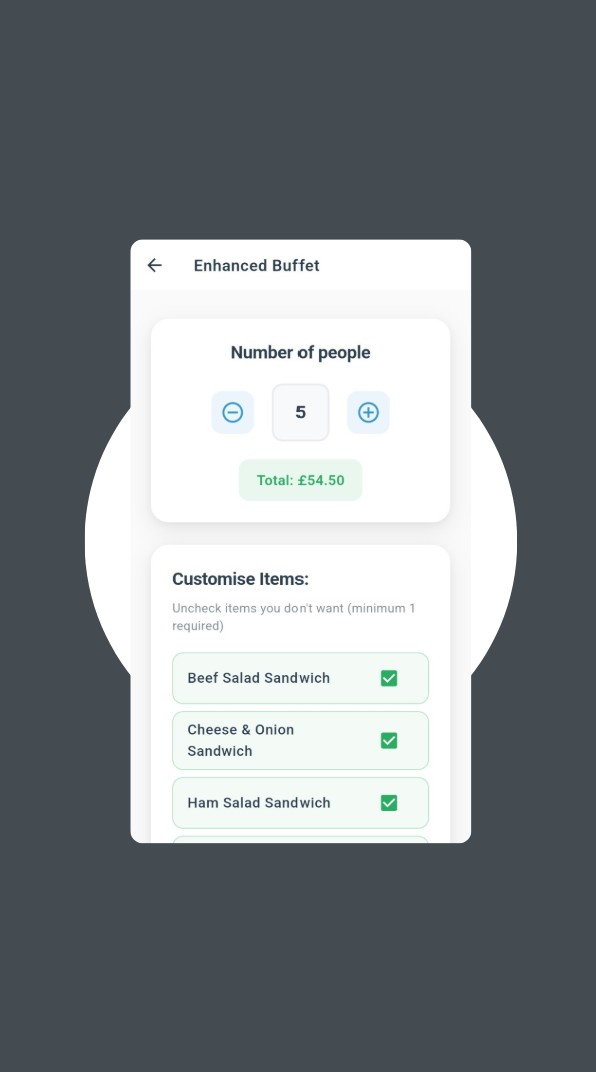 Enhanced Buffet
Number of people
5
Total: £54.50
Customise Items:
Uncheck items you don't want (minimum 1
required)
Beef Salad Sandwich
Cheese & Onion
Sandwich
Ham Salad Sandwich